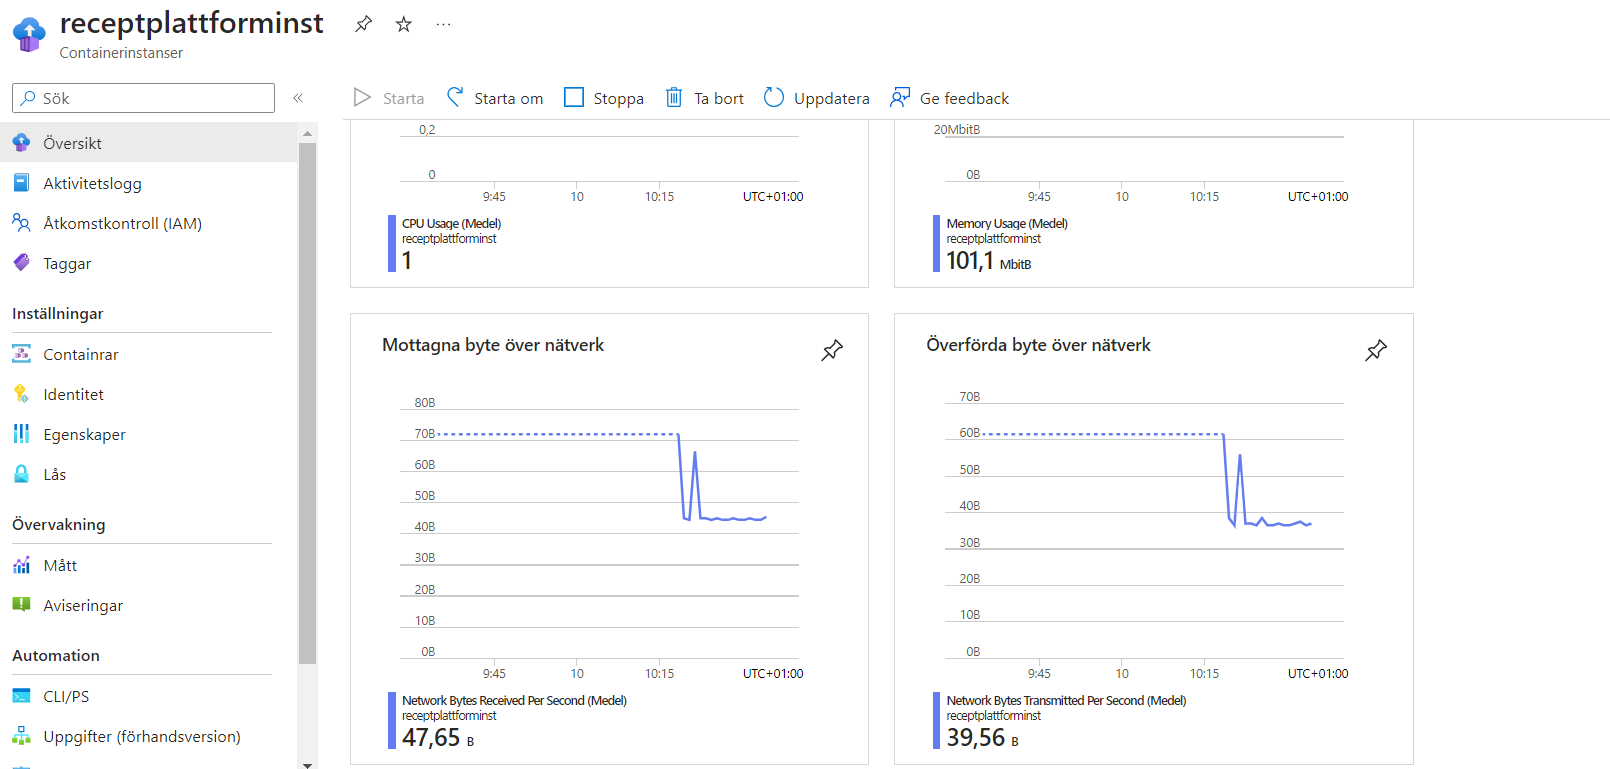 receptplattforminst
Containerinstanser
Sök
Starta
Starta om
Stoppa
Ta bort
Uppdatera
Ge feedback
Översikt
Aktivitetslogg
Åtkomstkontroll (IAM)
Taggar
Inställningar
Containrar
Identitet
Egenskaper
Lås
Övervakning
Mått
Aviseringar
Automation
CLI/PS
Uppgifter (förhandsversion)
0,2
0
9:45 10 10:15 UTC+01:00
CPU Usage (Medel)
receptplattforminst
1
20MbitB
0B
9:45 10 10:15 UTC+01:00
Memory Usage (Medel)
receptplattforminst
101,1 MbitB
Mottagna byte över nätverk
80B
70B
60B
50B
40B
30B
20B
10B
0B
9:45 10 10:15 UTC+01:00
Network Bytes Received Per Second (Medel)
receptplattforminst
47,65 B
Överförda byte över nätverk
70B
60B
50B
40B
30B
20B
10B
0B
9:45 10 10:15 UTC+01:00
Network Bytes Transmitted Per Second (Medel)
receptplattforminst
39,56 B